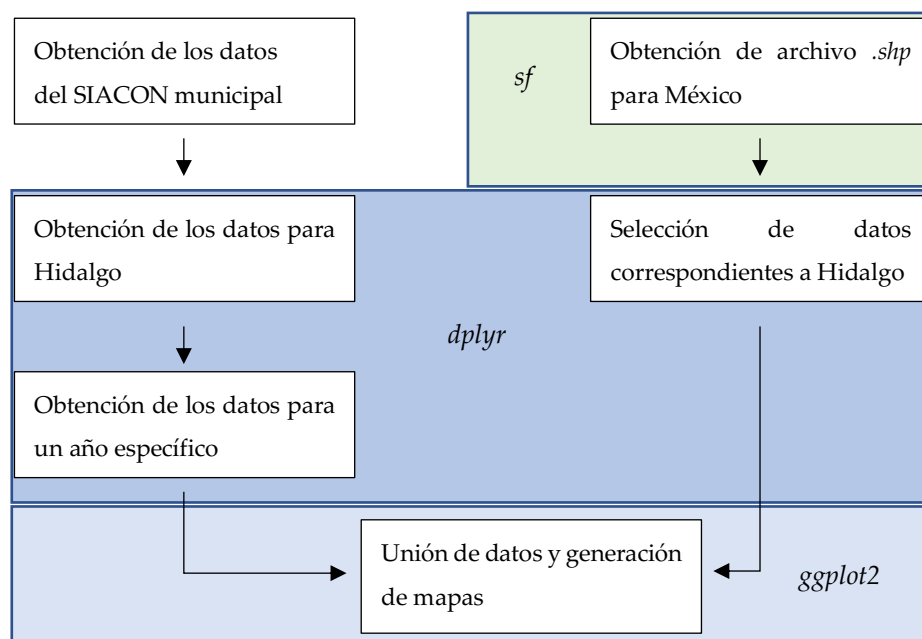 Obtención de los datos
del SIACON municipal
sf
Obtención de archivo .shp
para México
Obtención de los datos para
Hidalgo
Selección de datos
correspondientes a Hidalgo
dplyr
Obtención de los datos para
un año específico
Unión de datos y generación
de mapas
ggplot2